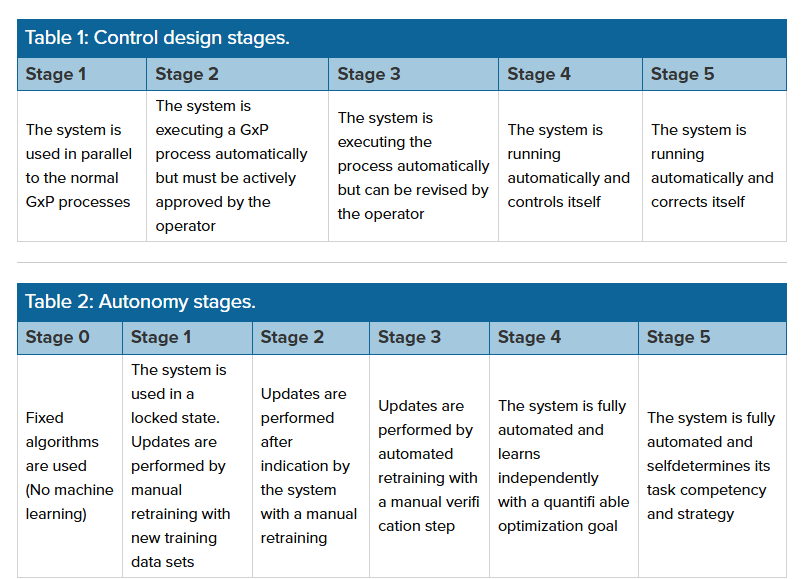 Table 1: Control design stages.
Stage 1
Stage 2
Stage 3
Stage 4
Stage 5
The system is
used in parallel
to the normal
GxP processes
The system is
executing a GxP
process automatically
but must be actively
approved by the
operator
The system is
executing the
process automatically
but can be revised by
the operator
The system is
running
automatically and
controls itself
The system is
running
automatically and
corrects itself
Table 2: Autonomy stages.
Stage 0
Stage 1
Stage 2
Stage 3
Stage 4
Stage 5
Fixed
algorithms
are used
(No machine
learning)
The system is
used in a
locked state.
Updates are
performed by
manual
retraining with
new training
data sets
Updates are
performed
after
indication by
the system
with a manual
retraining
Updates are
performed by
automated
retraining with
a manual verifi
cation step
The system is fully
automated and
learns
independently
with a quantifi able
optimization goal
The system is fully
automated and
selfdetermines its
task competency
and strategy